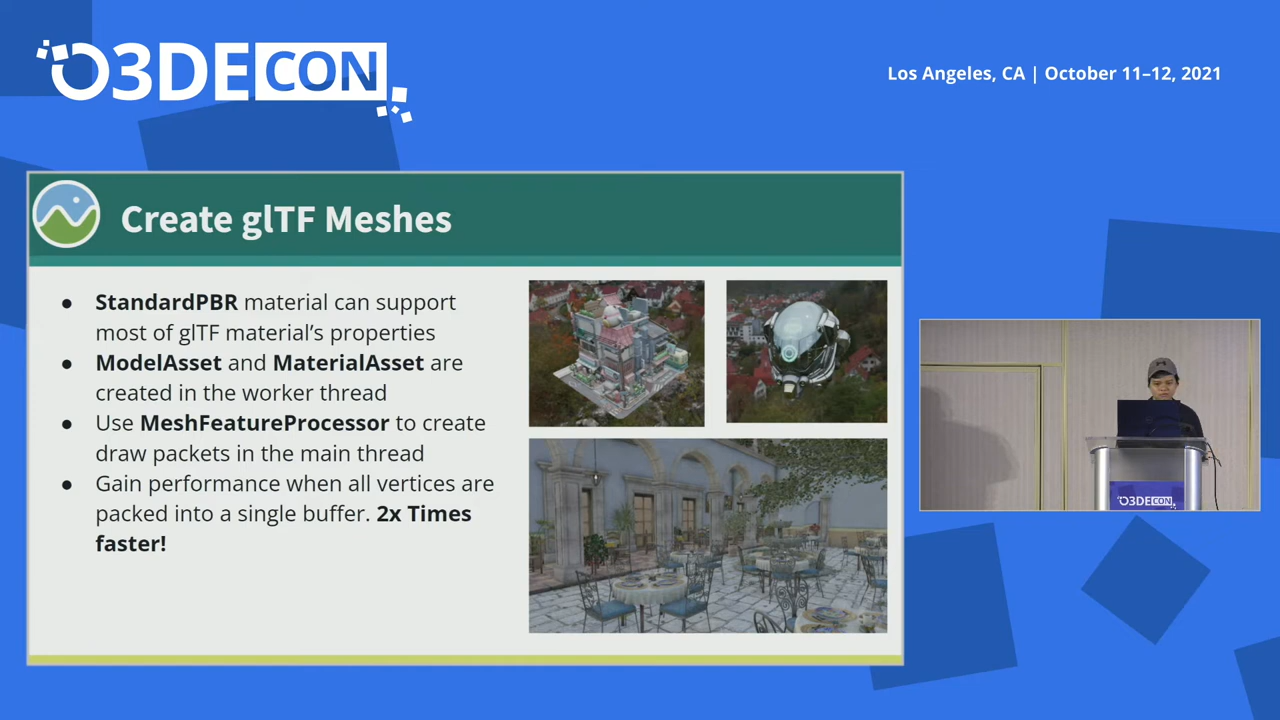 O3DECON
Los Angeles, CA | October 11–12, 2021
Create glTF Meshes
● StandardPBR material can support
most of glTF material's properties
● ModelAsset and MaterialAsset are
created in the worker thread
● Use MeshFeatureProcessor to create
draw packets in the main thread
● Gain performance when all vertices are
packed into a single buffer. 2x Times
faster!
O3DECON